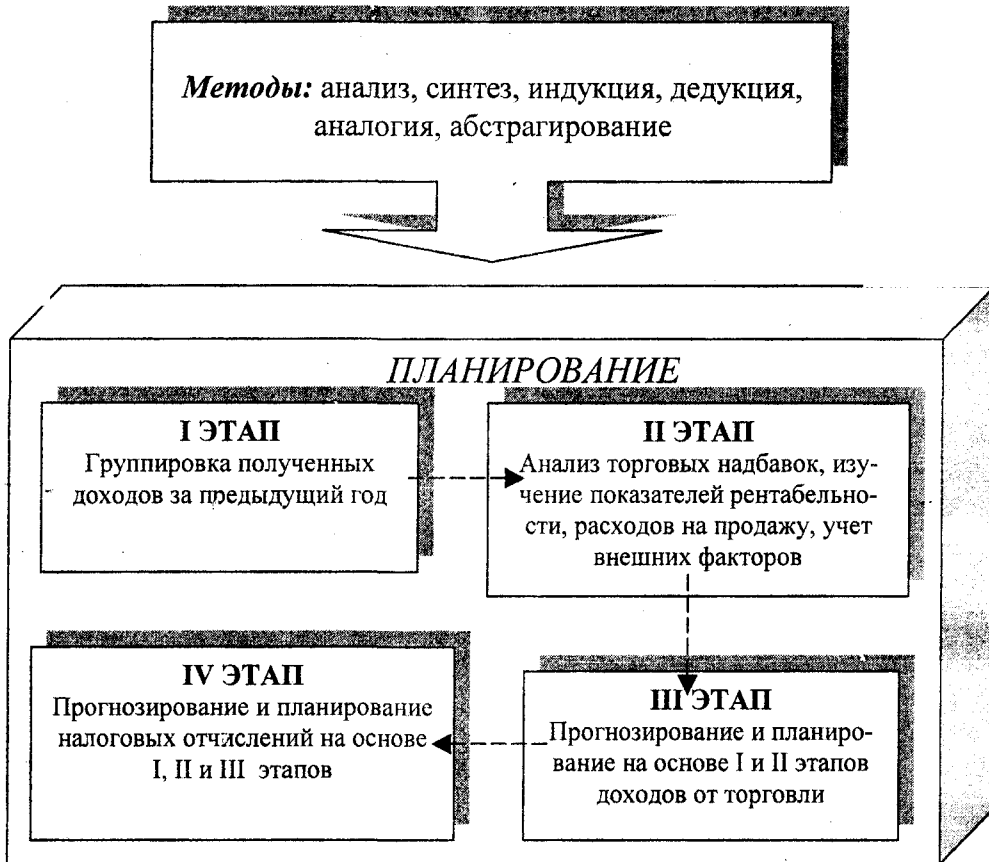 Методы: анализ, синтез, индукция, дедукция,
аналогия, абстрагирование
ПЛАНИРОВАНИЕ
I ЭТАП
Группировка полученных
доходов за предыдущий год
II ЭТАП
Анализ торговых надбавок, изу-
чение показателей рентабельно-
сти, расходов на продажу, учет
внешних факторов
III ЭТАП
Прогнозирование и планиро-
вание на основе I и II этапов
доходов от торговли
IV ЭТАП
Прогнозирование и планирование
налоговых отчислений на основе
I, II и III этапов